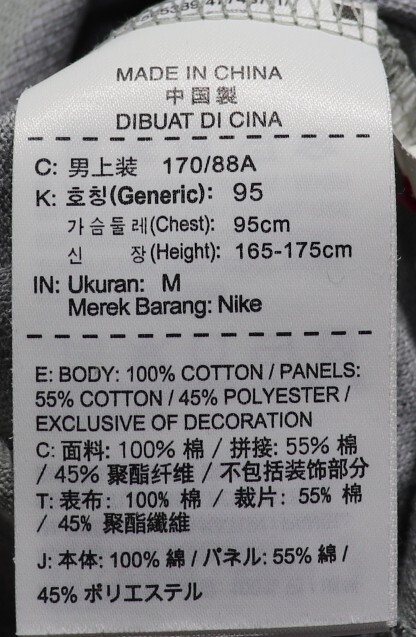 MADE IN CHINA
中国製
DIBUAT DI CINA
C: 男上装 170/88A
K: 호칭(Generic): 95
가슴둘레(Chest): 95cm
신 장(Height): 165-175cm
IN: Ukuran: M
Merek Barang: Nike
E: BODY: 100% COTTON / PANELS:
55% COTTON / 45% POLYESTER /
EXCLUSIVE OF DECORATION
C: 面料: 100% 棉 / 拼接: 55% 棉
/ 45% 聚酯纤维 / 不包括装饰部分
T: 表布: 100% 棉 / 裁片: 55% 棉
/ 45% 聚酯纖維
J: 本体: 100% 綿 / パネル: 55% 綿 /
45% ポリエステル